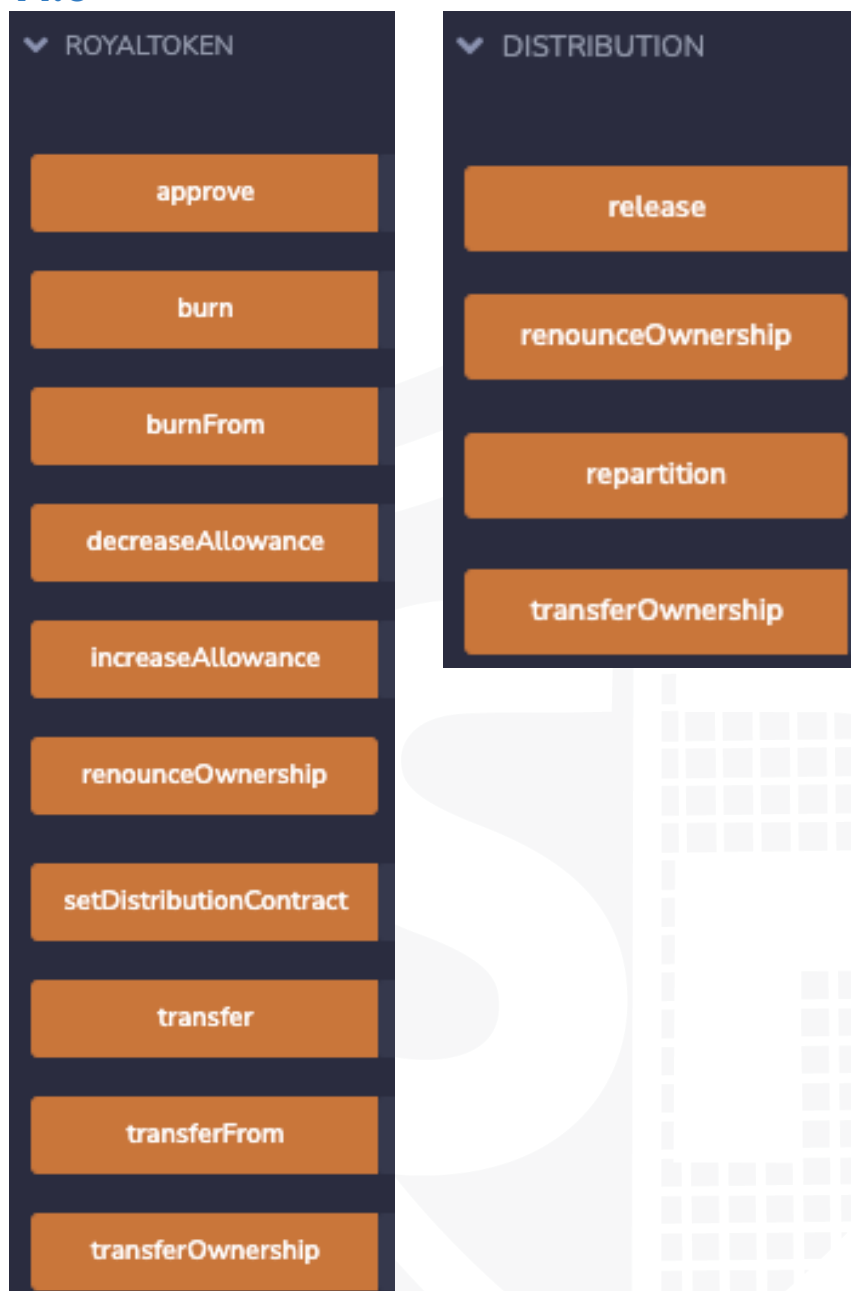 ROYALTOKEN
approve
burn
burnFrom
decreaseAllowance
increaseAllowance
renounceOwnership
setDistributionContract
transfer
transferFrom
transferOwnership
DISTRIBUTION
release
renounceOwnership
repartition
transferOwnership